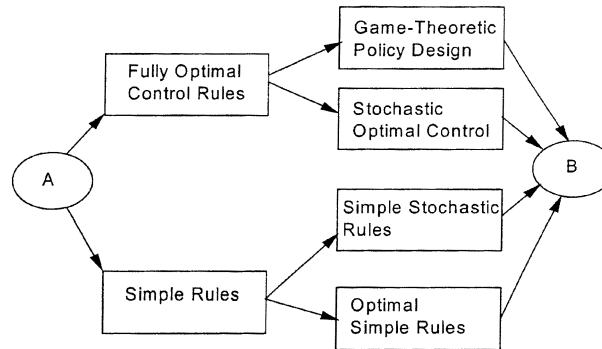 Game-Theoretic
Policy Design
Fully Optimal
Control Rules
Stochastic
Optimal Control
A
B
Simple Stochastic
Rules
Simple Rules
Optimal
Simple Rules